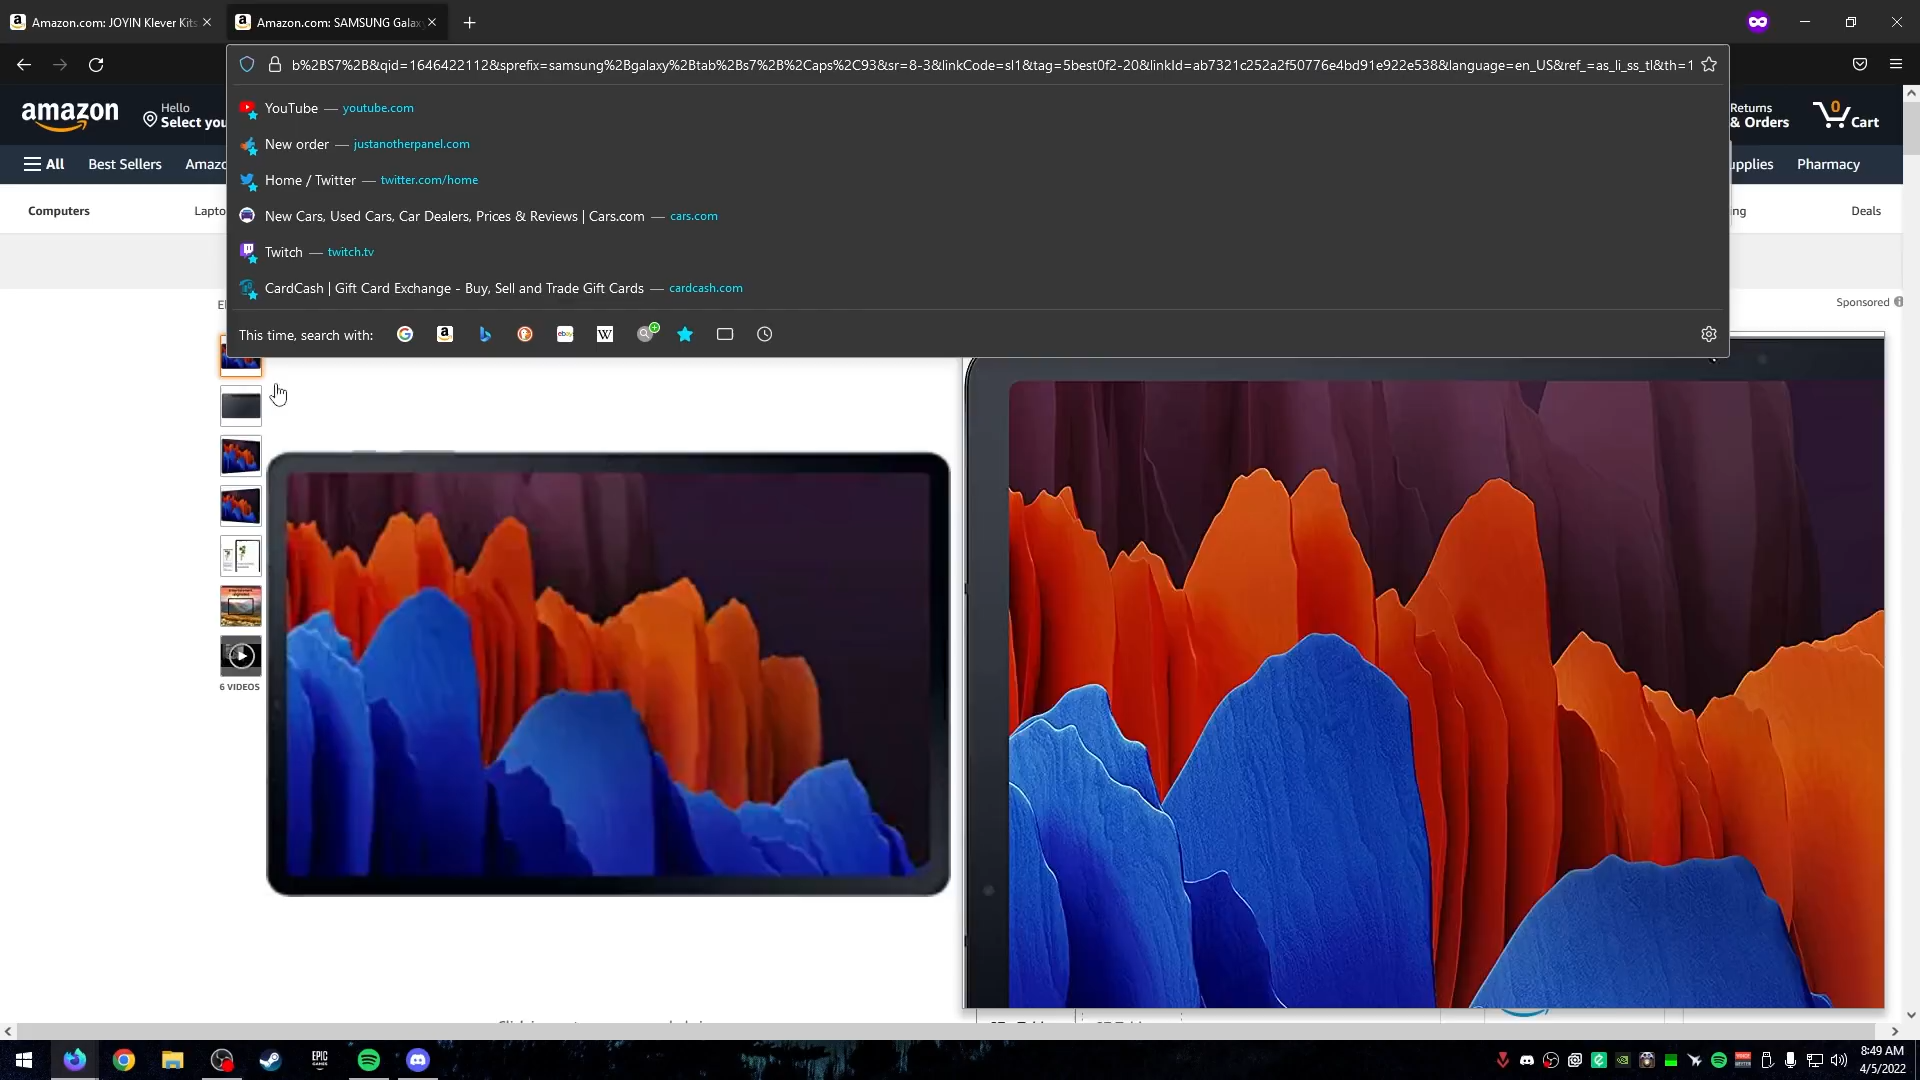 Amazon.com: JOYIN Klever Kits
Amazon.com: SAMSUNG Galax
b%2BS7%2B&qid=1646422112&sprefix=samsung%2Bgalaxy%2Btab%2Bs7%2B%2Caps%2C93&sr=8-3&linkCode=sl1&tag=5best0f2-20&linkId=ab7321c252a2f50776e4bd91e922e538&language=en_US&ref_=as_li_ss_tl&th=1
YouTube — youtube.com
New order — justanotherpanel.com
Home / Twitter — twitter.com/home
New Cars, Used Cars, Car Dealers, Prices & Reviews | Cars.com — cars.com
Twitch — twitch.tv
CardCash | Gift Card Exchange - Buy, Sell and Trade Gift Cards — cardcash.com
This time, search with:
amazon
Hello
Select you
Returns
& Orders
0
Cart
All
Best Sellers
Amazo
upplies
Pharmacy
Computers
Lapto
ng
Deals
El
Sponsored
6 VIDEOS
EPIC
GAMES
8:49 AM
4/5/2022